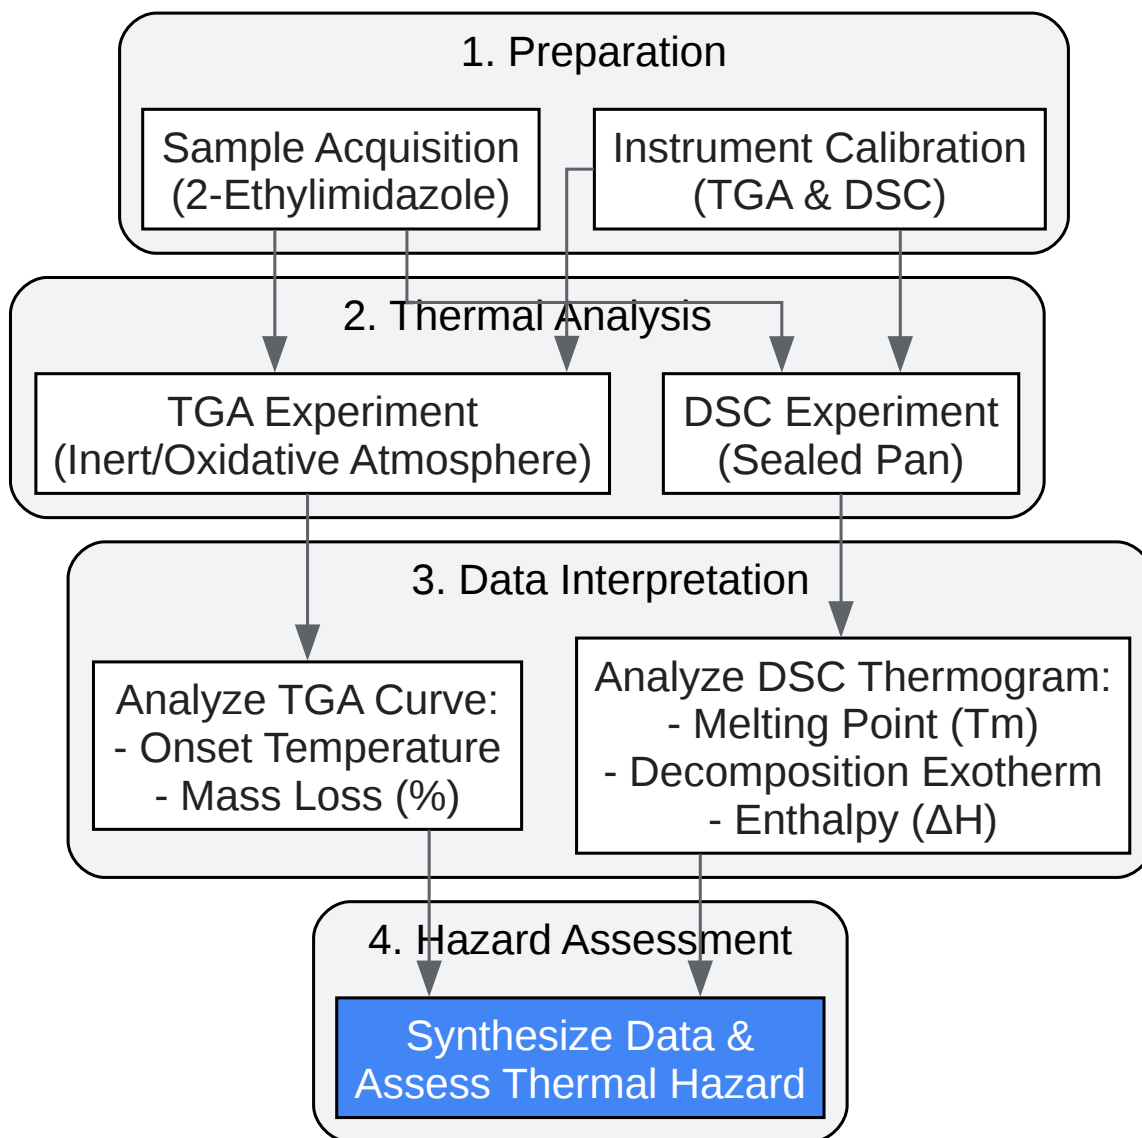 1. Preparation
Sample Acquisition
(2-Ethylimidazole)
Instrument Calibration
(TGA & DSC)
2. Thermal Analysis
TGA Experiment
(Inert/Oxidative Atmosphere)
DSC Experiment
(Sealed Pan)
3. Data Interpretation
Analyze TGA Curve:
- Onset Temperature
- Mass Loss (%)
Analyze DSC Thermogram:
- Melting Point (Tm)
- Decomposition Exotherm
- Enthalpy (ΔH)
4. Hazard Assessment
Synthesize Data &
Assess Thermal Hazard